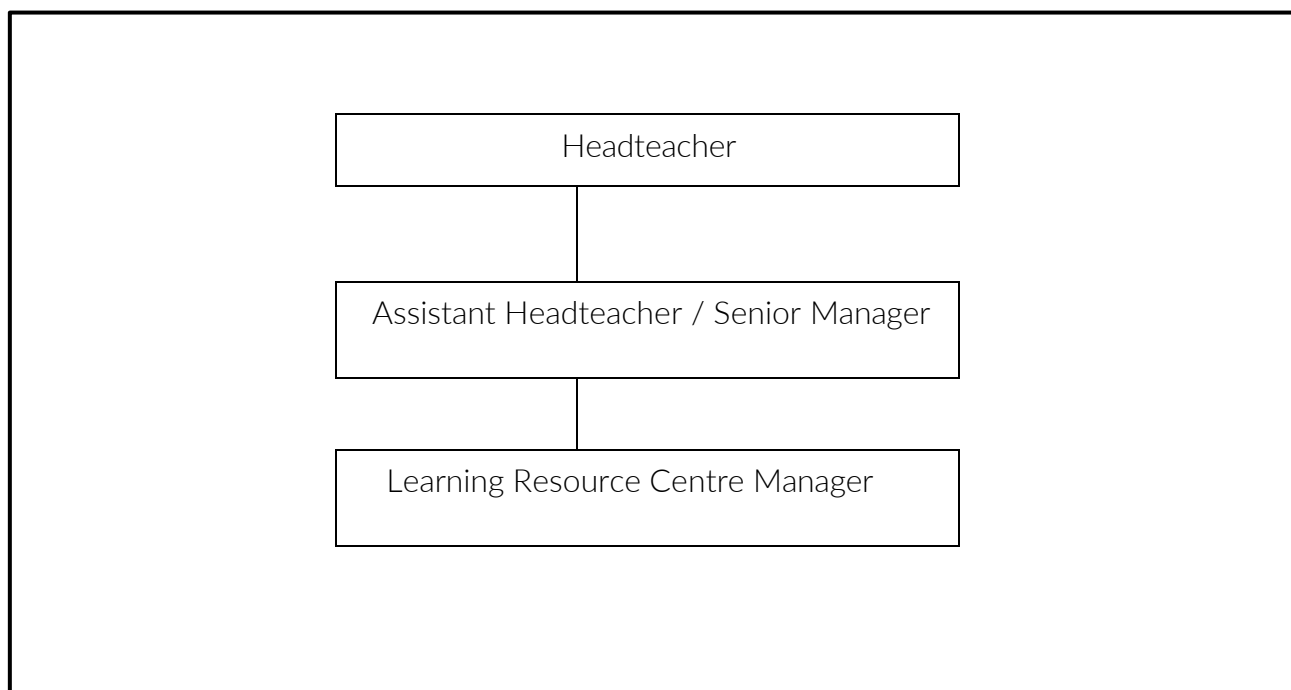 Headteacher
Assistant Headteacher / Senior Manager
Learning Resource Centre Manager